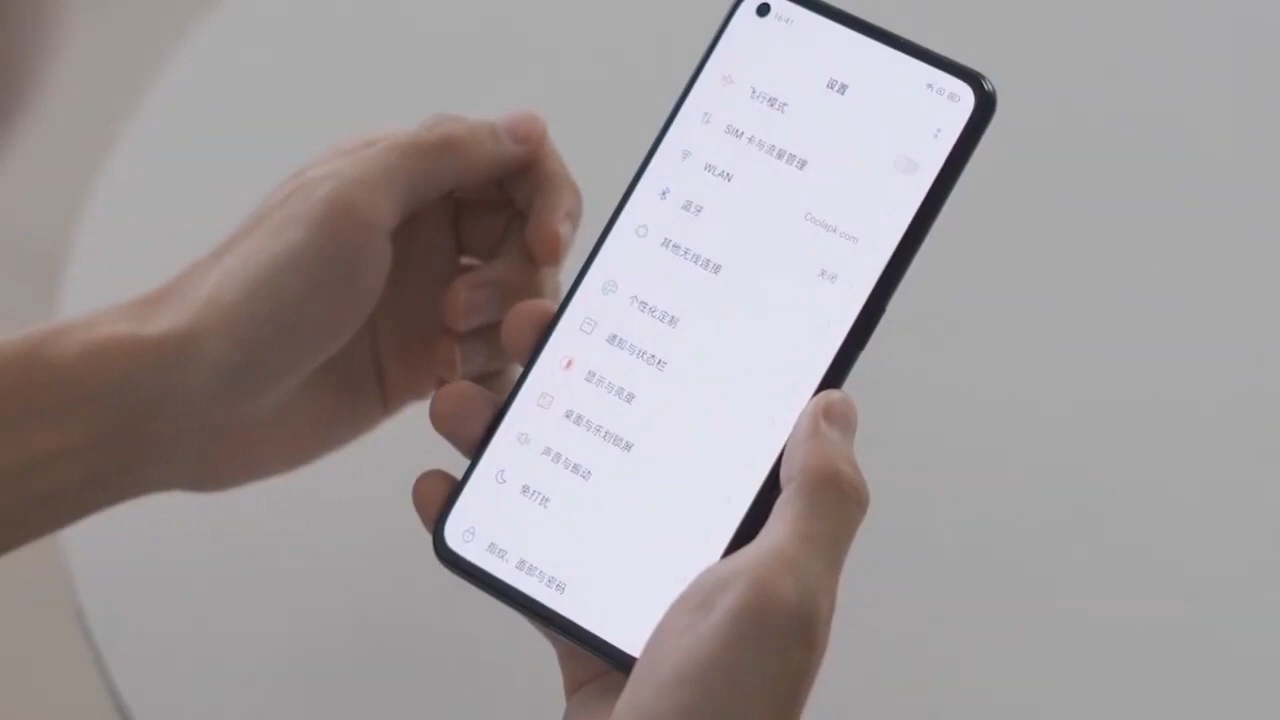 16:41
设置
飞行模式
SIM 卡与流量管理
WLAN
Coolapk.com
蓝牙
关闭
其他无线连接
个性化定制
通知与状态栏
显示与亮度
桌面与乐划锁屏
声音与振动
免打扰
指纹、面部与密码